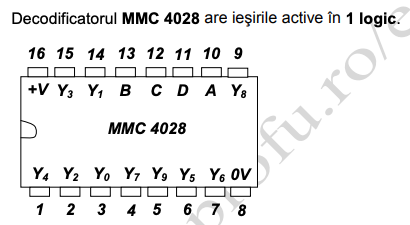 Decodificatorul MMC 4028 are ieşirile active în 1 logic.
16 15 14 13 12 11 10 9
+V Y3 Y1 B C D A Y8
MMC 4028
Y4 Y2 Y0 Y7 Y9 Y5 Y6 0V
1 2 3 4 5 6 7 8
profu.ro/e